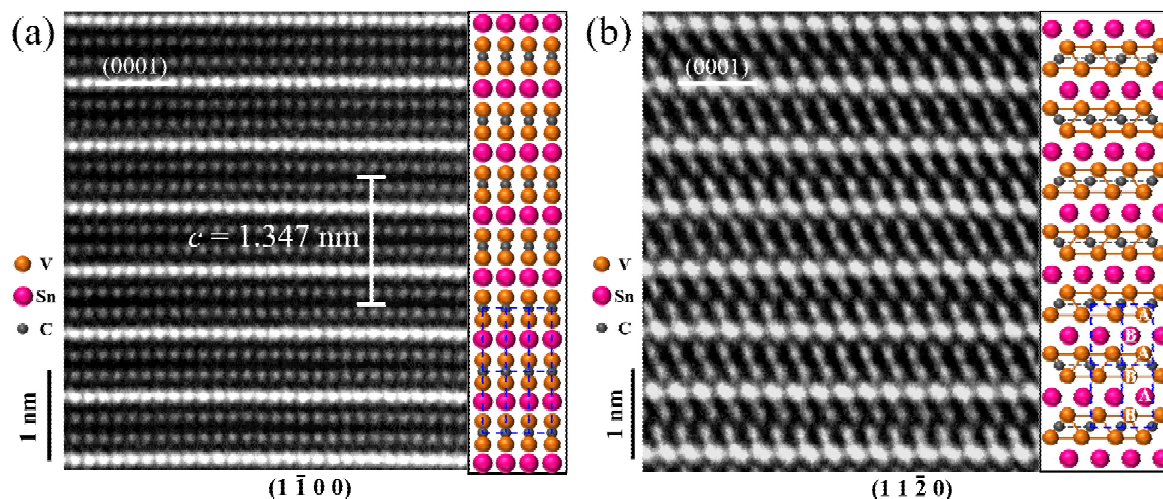 (a)
(0001)
c = 1.347 nm
V
Sn
C
1 nm
(1 1̄ 0 0)
(b)
(0001)
V
Sn
C
A
B
A
B
A
B
1 nm
(1 1 2̄ 0)